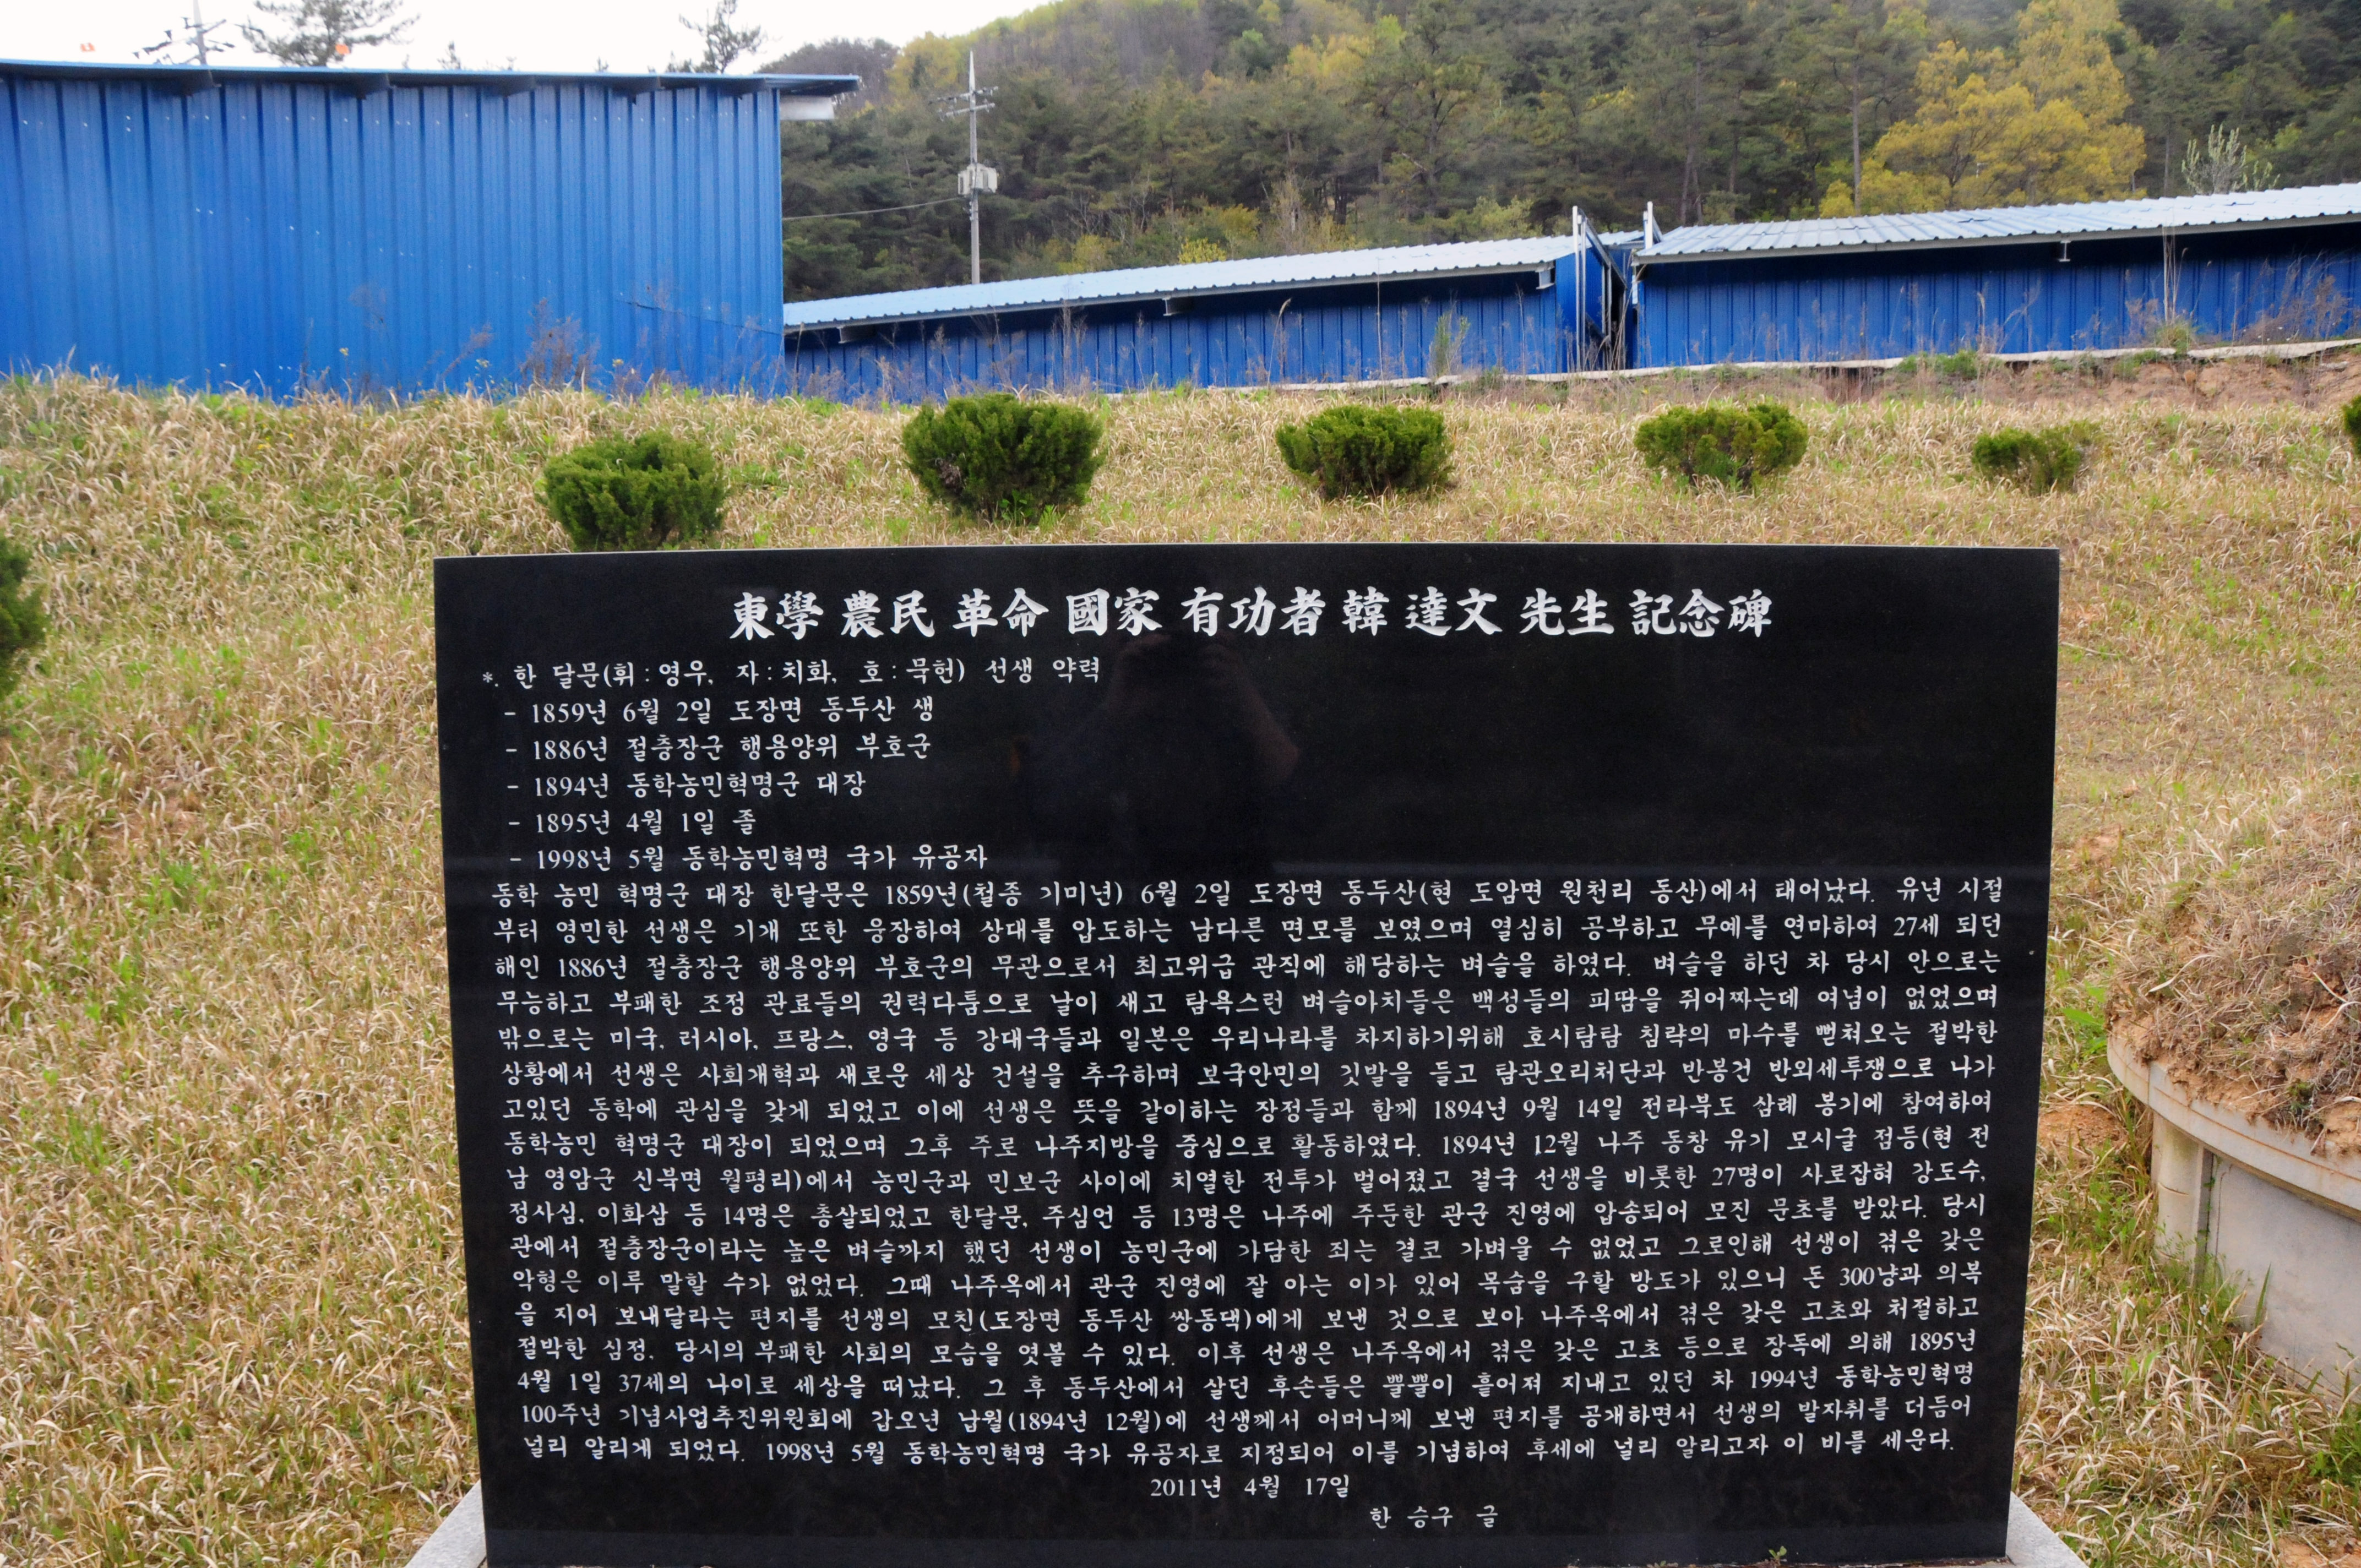 東學 農民 革命 國家 有功者 韓 達文 先生 記念碑
*. 한 달문(휘:영우, 자:치화, 호:묵헌) 선생 약력
- 1859년 6월 2일 도장면 동두산 생
- 1886년 절충장군 행용양위 부호군
- 1894년 동학농민혁명군 대장
- 1895년 4월 1일 졸
- 1998년 5월 동학농민혁명 국가 유공자
동학 농민 혁명군 대장 한달문은 1859년(철종 기미년) 6월 2일 도장면 동두산(현 도암면 원천리 동산)에서 태어났다. 유년 시절
부터 영민한 선생은 기개 또한 웅장하여 상대를 압도하는 남다른 면모를 보였으며 열심히 공부하고 무예를 연마하여 27세 되던
해인 1886년 절충장군 행용양위 부호군의 무관으로서 최고위급 관직에 해당하는 벼슬을 하였다. 벼슬을 하던 차 당시 안으로는
무능하고 부패한 조정 관료들의 권력다툼으로 날이 새고 탐욕스런 벼슬아치들은 백성들의 피땀을 쥐어짜는데 여념이 없었으며
밖으로는 미국, 러시아, 프랑스, 영국 등 강대국들과 일본은 우리나라를 차지하기위해 호시탐탐 침략의 마수를 뻗쳐오는 절박한
상황에서 선생은 사회개혁과 새로운 세상 건설을 추구하며 보국안민의 깃발을 들고 탐관오리처단과 반봉건 반외세투쟁으로 나가
고있던 동학에 관심을 갖게 되었고 이에 선생은 뜻을 같이하는 장정들과 함께 1894년 9월 14일 전라북도 삼례 봉기에 참여하여
동학농민 혁명군 대장이 되었으며 그후 주로 나주지방을 중심으로 활동하였다. 1894년 12월 나주 동창 유기 모시굴 점등(현 전
남 영암군 신북면 월평리)에서 농민군과 민보군 사이에 치열한 전투가 벌어졌고 결국 선생을 비롯한 27명이 사로잡혀 강도수,
정사심, 이화삼 등 14명은 총살되었고 한달문, 주심언 등 13명은 나주에 주둔한 관군 진영에 압송되어 모진 문초를 받았다. 당시
관에서 절충장군이라는 높은 벼슬까지 했던 선생이 농민군에 가담한 죄는 결코 가벼울 수 없었고 그로인해 선생이 겪은 갖은
악형은 이루 말할 수가 없었다. 그때 나주옥에서 관군 진영에 잘 아는 이가 있어 목숨을 구할 방도가 있으니 돈 300냥과 의복
을 지어 보내달라는 편지를 선생의 모친(도장면 동두산 쌍동댁)에게 보낸 것으로 보아 나주옥에서 겪은 갖은 고초와 처절하고
절박한 심정, 당시의 부패한 사회의 모습을 엿볼 수 있다. 이후 선생은 나주옥에서 겪은 갖은 고초 등으로 장독에 의해 1895년
4월 1일 37세의 나이로 세상을 떠났다. 그 후 동두산에서 살던 후손들은 뿔뿔이 흩어져 지내고 있던 차 1994년 동학농민혁명
100주년 기념사업추진위원회에 갑오년 납월(1894년 12월)에 선생께서 어머니께 보낸 편지를 공개하면서 선생의 발자취를 더듬어
널리 알리게 되었다. 1998년 5월 동학농민혁명 국가 유공자로 지정되어 이를 기념하여 후세에 널리 알리고자 이 비를 세운다.
2011년 4월 17일
한 승구 글